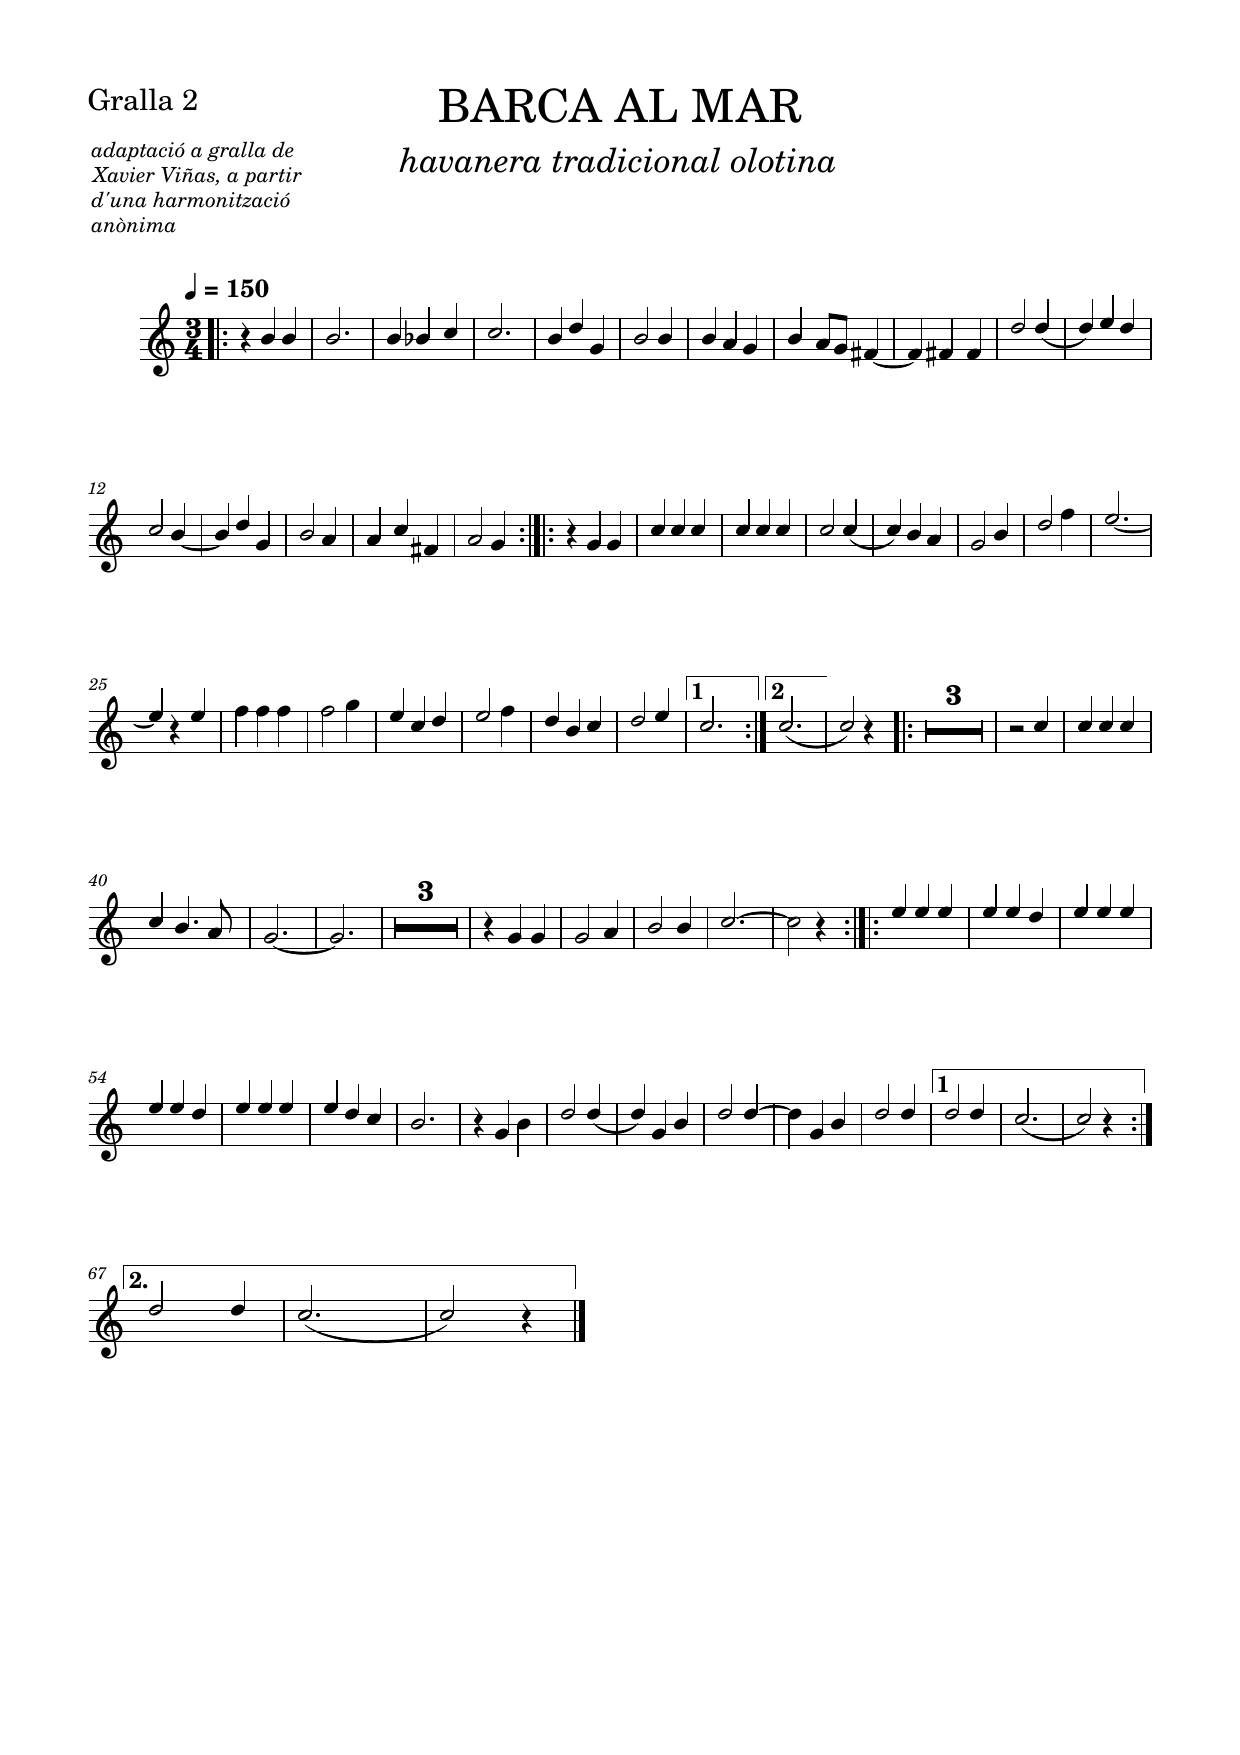 Gralla 2
BARCA AL MAR
adaptació a gralla de
Xavier Viñas, a partir
d'una harmonització
anònima
havanera tradicional olotina
= 150
3
4
12
25
1
2
3
40
3
54
1
67
2.